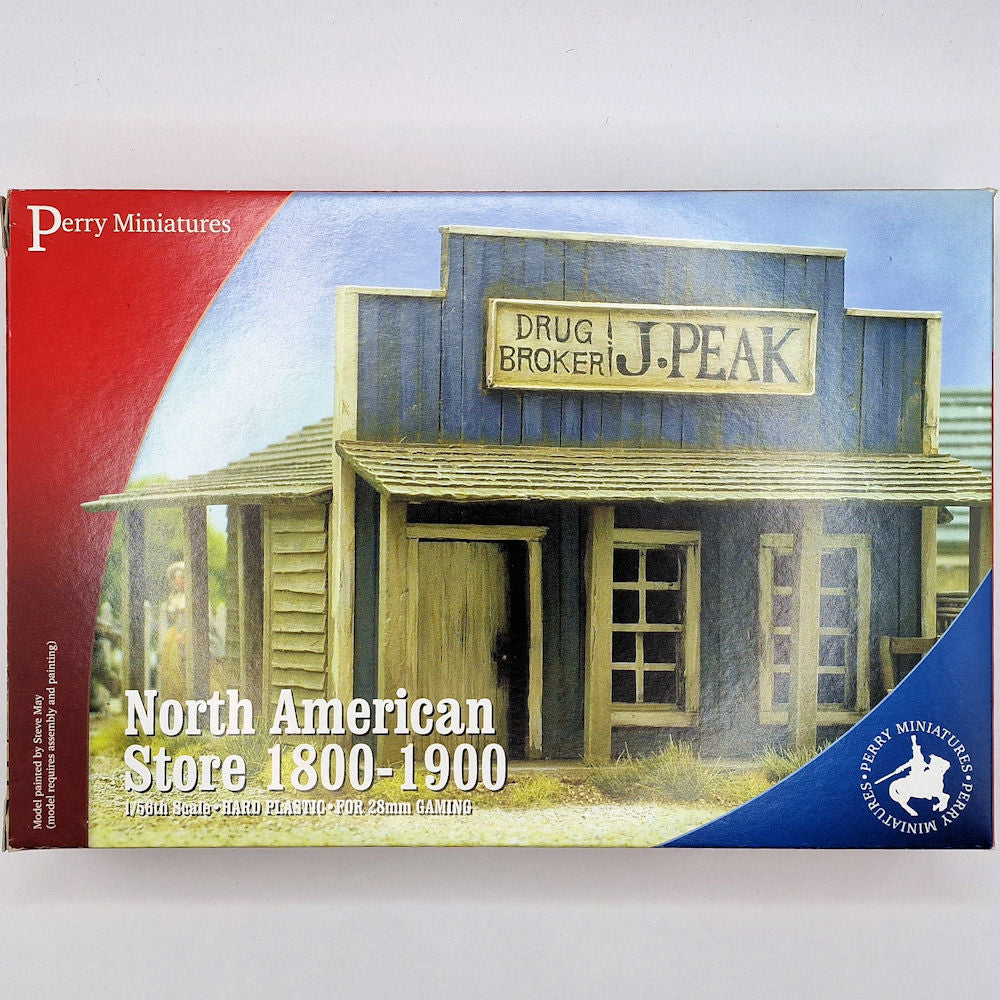 Perry Miniatures
DRUG
BROKER
J.PEAK
North American
Store 1800-1900
1/56th Scale • HARD PLASTIC • FOR 28mm GAMING
Model painted by Steve May
(model requires assembly and painting)
• PERRY MINIATURES • PERRY MINIATURES